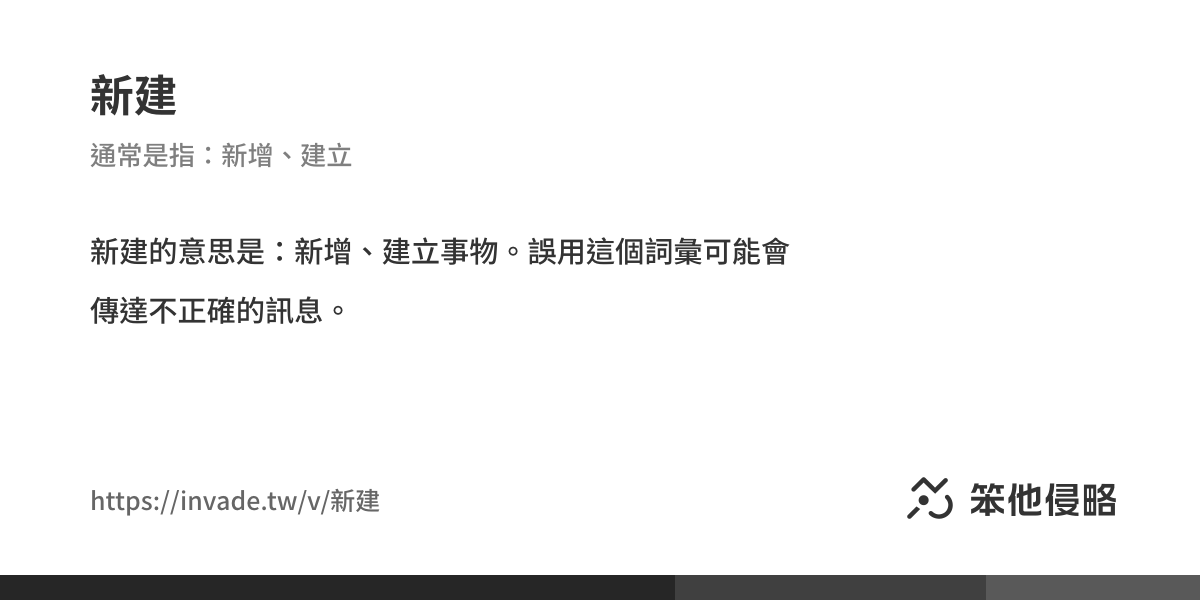 新建
通常是指：新增、建立
新建的意思是：新增、建立事物。誤用這個詞彙可能會
傳達不正確的訊息。
https://invade.tw/v/新建
笨他侵略